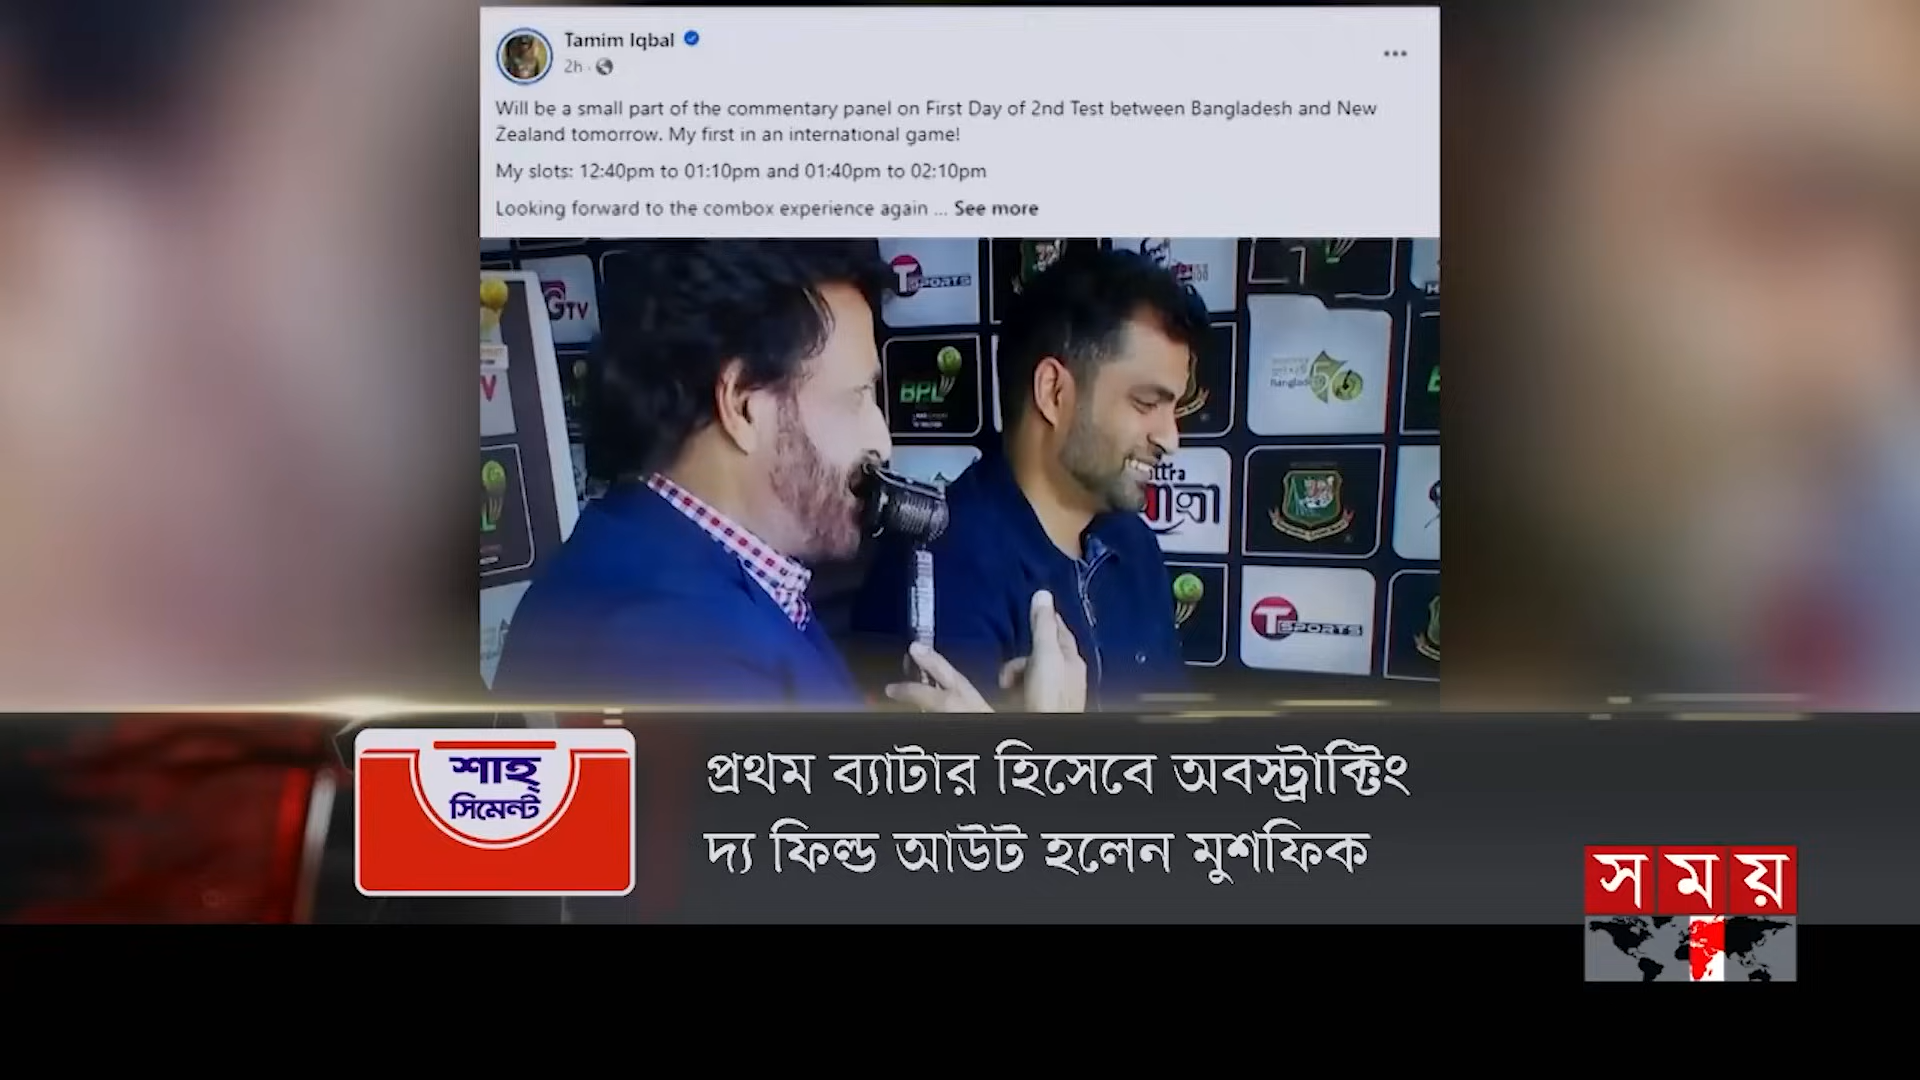 Tamim Iqbal
2h
Will be a small part of the commentary panel on First Day of 2nd Test between Bangladesh and New
Zealand tomorrow. My first in an international game!
My slots: 12:40pm to 01:10pm and 01:40pm to 02:10pm
Looking forward to the combox experience again ... See more
GTV
T SPORTS
BPL
T SPORTS
শাহ্
সিমেন্ট
প্রথম ব্যাটার হিসেবে অবস্ট্রাক্টিং
দ্য ফিল্ড আউট হলেন মুশফিক
সময়